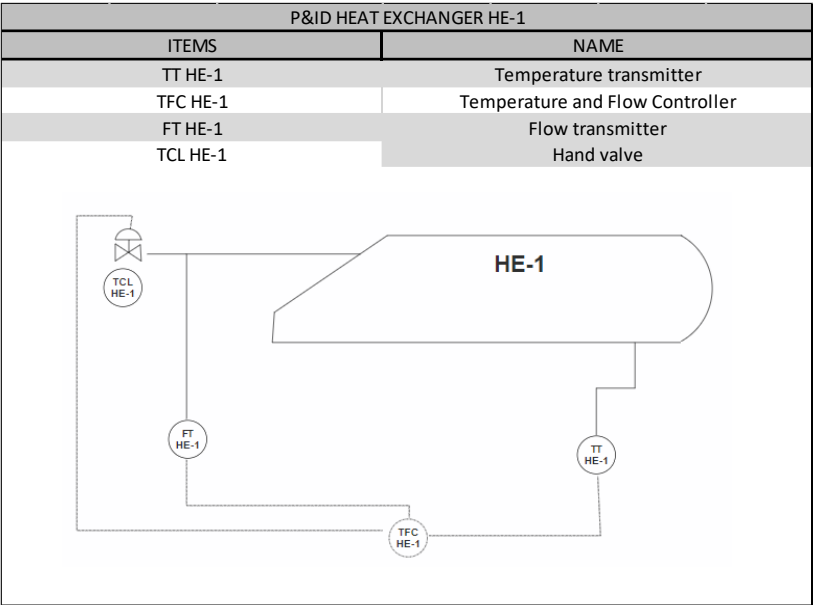 P&ID HEAT EXCHANGER HE-1
ITEMS NAME
TT HE-1 Temperature transmitter
TFC HE-1 Temperature and Flow Controller
FT HE-1 Flow transmitter
TCL HE-1 Hand valve
HE-1
TCL
HE-1
FT
HE-1
TT
HE-1
TFC
HE-1